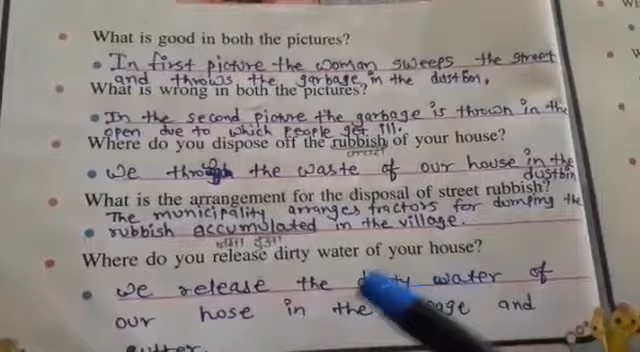 What is good in both the pictures?
In first picture the woman sweeps the street
and throws the garbage in the dustbin.
What is wrong in both the pictures?
In the second picture the garbage is thrown in the
open due to which people get ill.
Where do you dispose off the rubbish of your house?
कचरा
We throw the waste of our house in the
dustbin
What is the arrangement for the disposal of street rubbish?
The municipality arranges tractors for dumping the
rubbish accumulated in the village.
जमा हुआ
Where do you release dirty water of your house?
We release the dirty water of
our hose in the and
gutter.